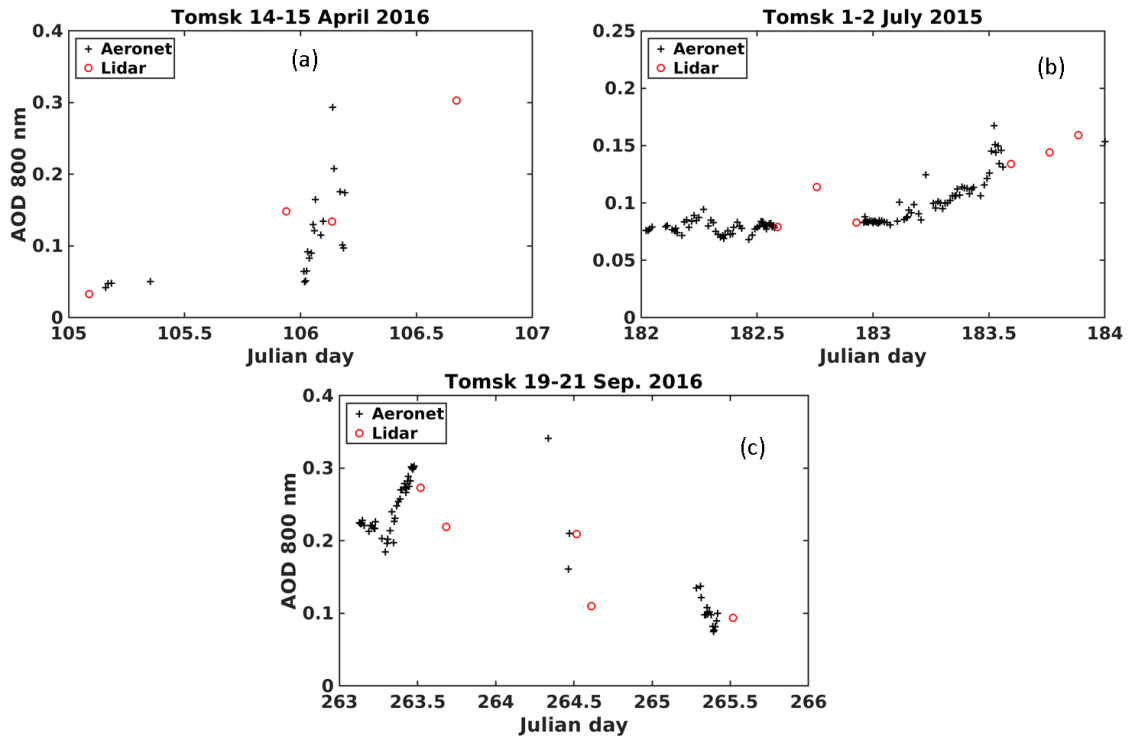 Tomsk 14-15 April 2016
0.4
0.3
0.2
0.1
0
AOD 800 nm
+ Aeronet
○ Lidar
(a)
105 105.5 106 106.5 107
Julian day
Tomsk 1-2 July 2015
0.25
0.2
0.15
0.1
0.05
0
+ Aeronet
○ Lidar
(b)
182 182.5 183 183.5 184
Julian day
Tomsk 19-21 Sep. 2016
0.4
0.3
0.2
0.1
0
AOD 800 nm
+ Aeronet
○ Lidar
(c)
263 263.5 264 264.5 265 265.5 266
Julian day